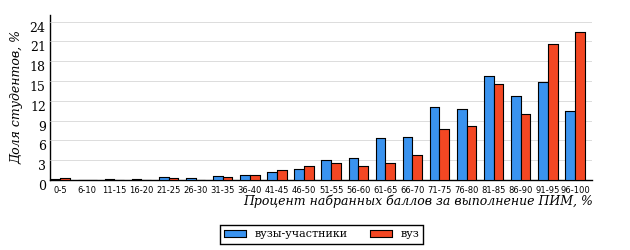 Доля студентов, %
24
21
18
15
12
9
6
3
0
0-5 6-10 11-15 16-20 21-25 26-30 31-35 36-40 41-45 46-50 51-55 56-60 61-65 66-70 71-75 76-80 81-85 86-90 91-95 96-100
Процент набранных баллов за выполнение ПИМ, %
вузы-участники вуз